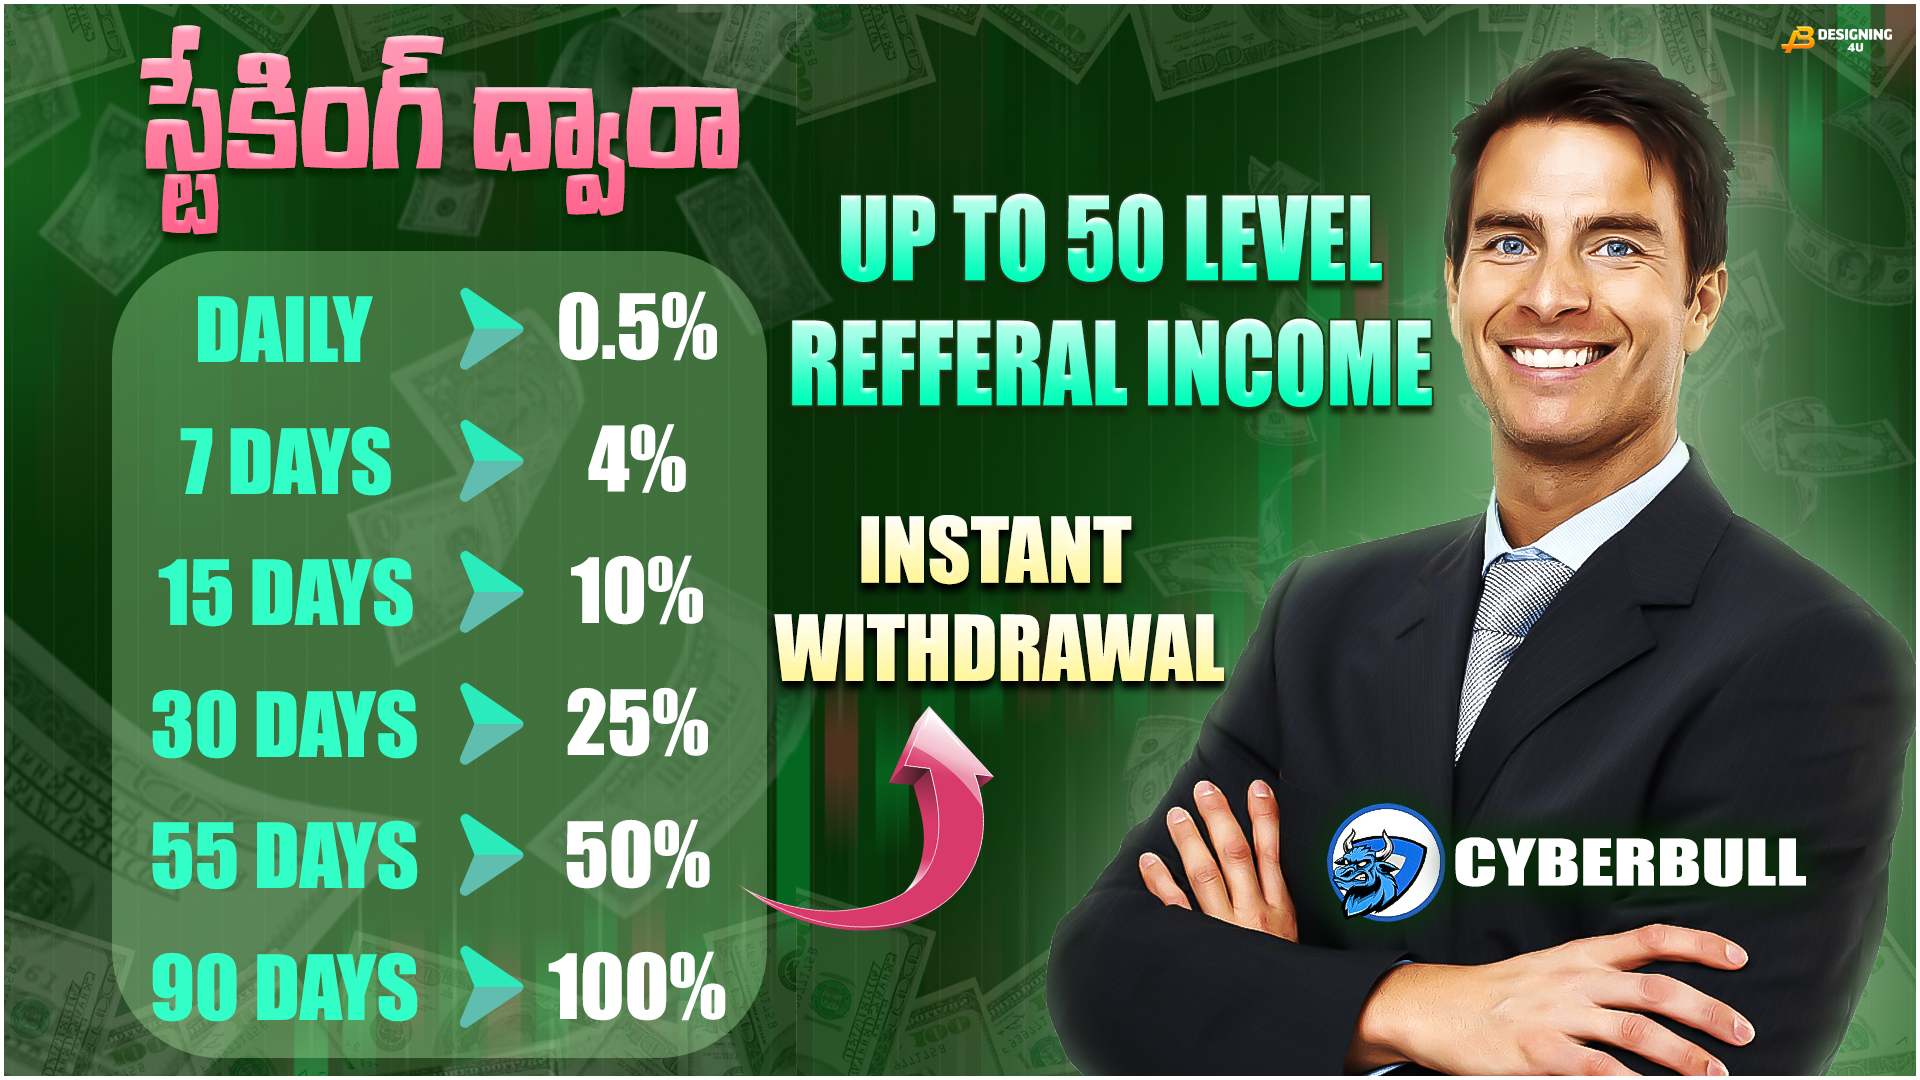 స్టేకింగ్ ద్వారా
DAILY 0.5%
7 DAYS 4%
15 DAYS 10%
30 DAYS 25%
55 DAYS 50%
90 DAYS 100%
UP TO 50 LEVEL
REFFERAL INCOME
INSTANT
WITHDRAWAL
CYBERBULL
DESIGNING
4U